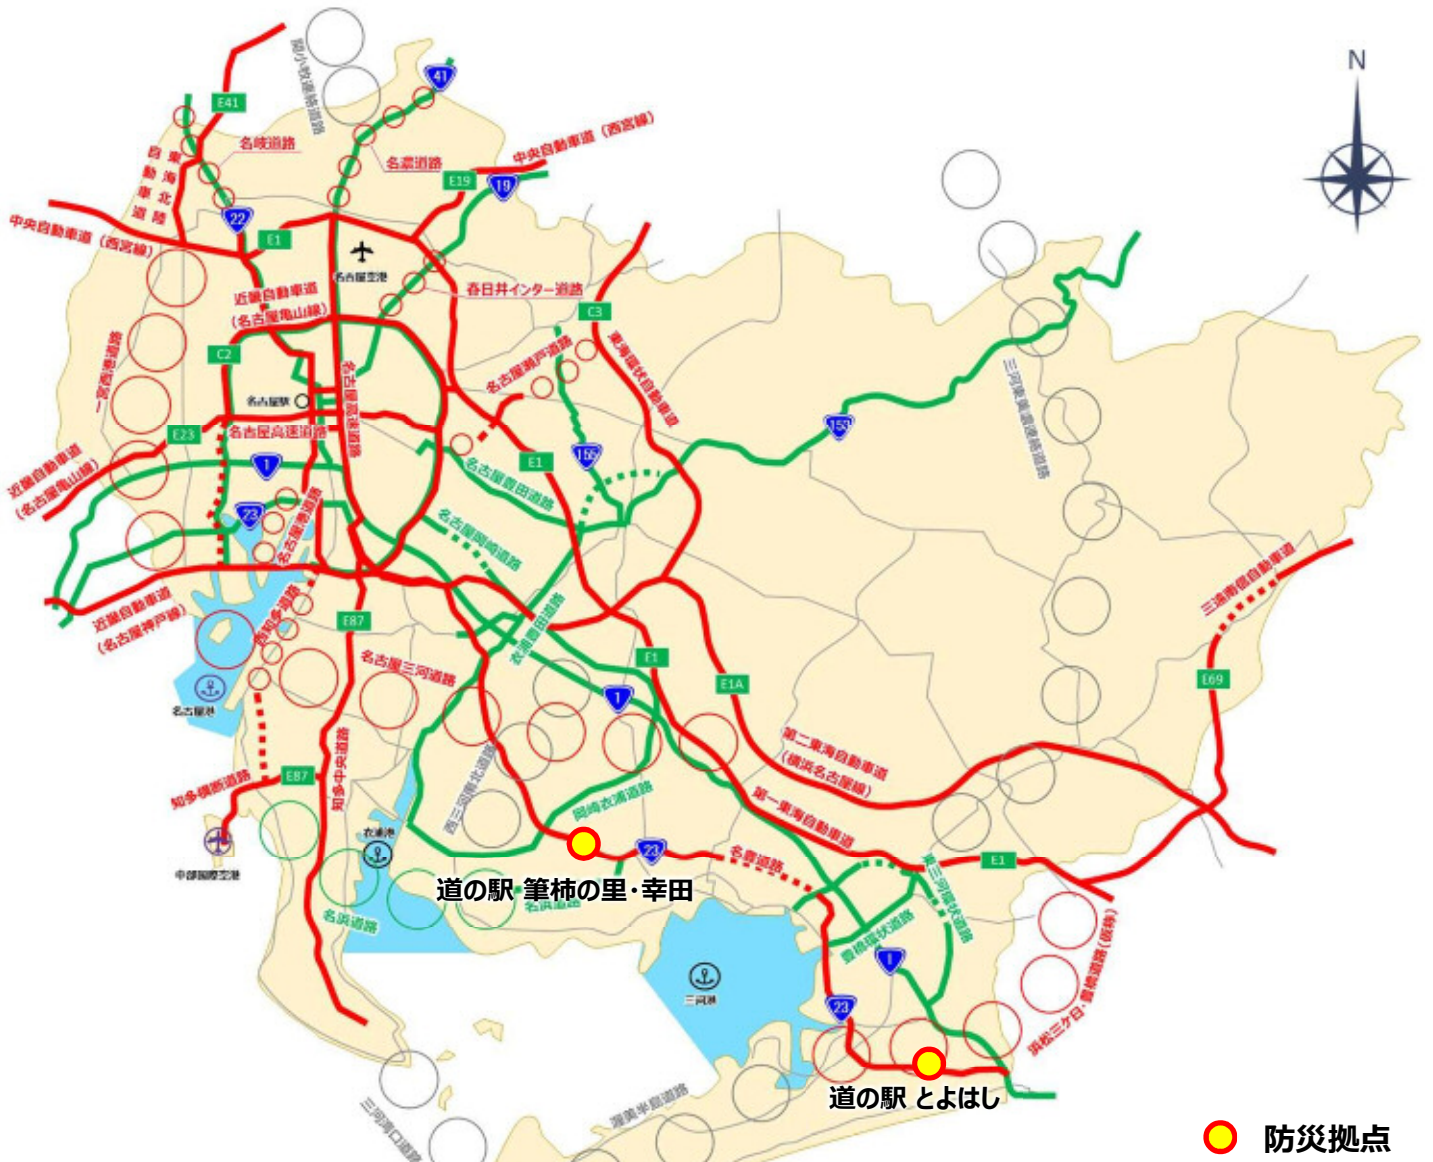 N
関小牧連絡道路
41
E41
名岐道路
名濃道路
中央自動車道（西宮線）
E19
19
東海北陸
自動車道
22
E1
中央自動車道（西宮線）
名古屋空港
近畿自動車道
（名古屋亀山線）
春日井インター道路
C3
C2
一宮西港道路
名古屋高速道路
名古屋瀬戸道路
東海環状自動車道
三河東美濃連絡道路
名古屋駅
E23
名古屋高速道路
153
近畿自動車道
（名古屋亀山線）
1
E1
155
名古屋豊田道路
23
名古屋港道路
名古屋岡崎道路
三遠南信自動車道
近畿自動車道
（名古屋神戸線）
西知多道路
E87
衣浦豊田道路
名古屋三河道路
E1
E1A
E69
1
名古屋港
知多中央道路
第二東海自動車道
（横浜名古屋線）
知多横断道路
E87
西三河南北道路
岡崎衣浦道路
第一東海自動車道
衣浦港
中部国際空港
23
名豊道路
E1
道の駅 筆柿の里・幸田
名浜道路
名浜道路
東三河環状道路
豊橋環状道路
1
三河港
23
浜松三ケ日・豊橋道路（仮称）
道の駅 とよはし
三河湾口道路
渥美半島道路
防災拠点